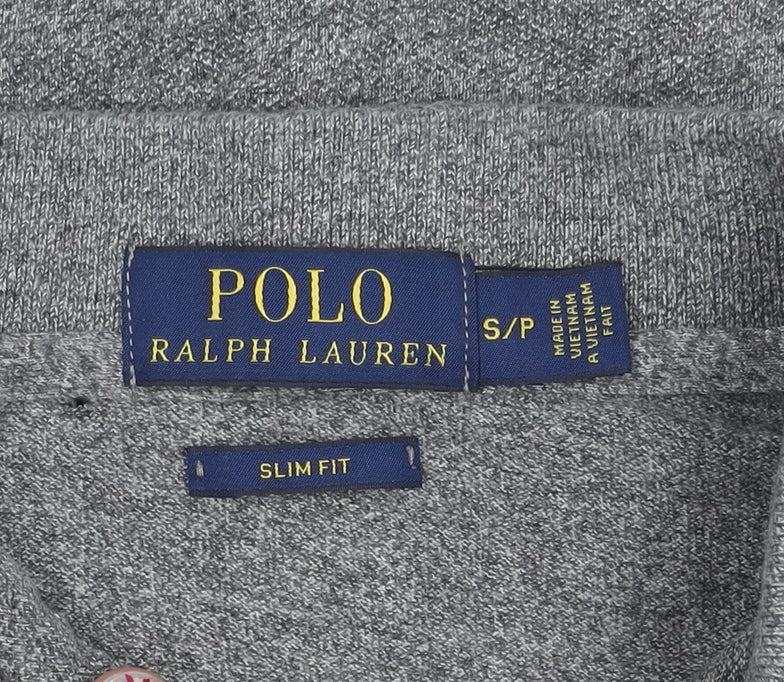 POLO
RALPH LAUREN
S/P
MADE IN
VIETNAM
A VIETNAM
FAIT
SLIM FIT